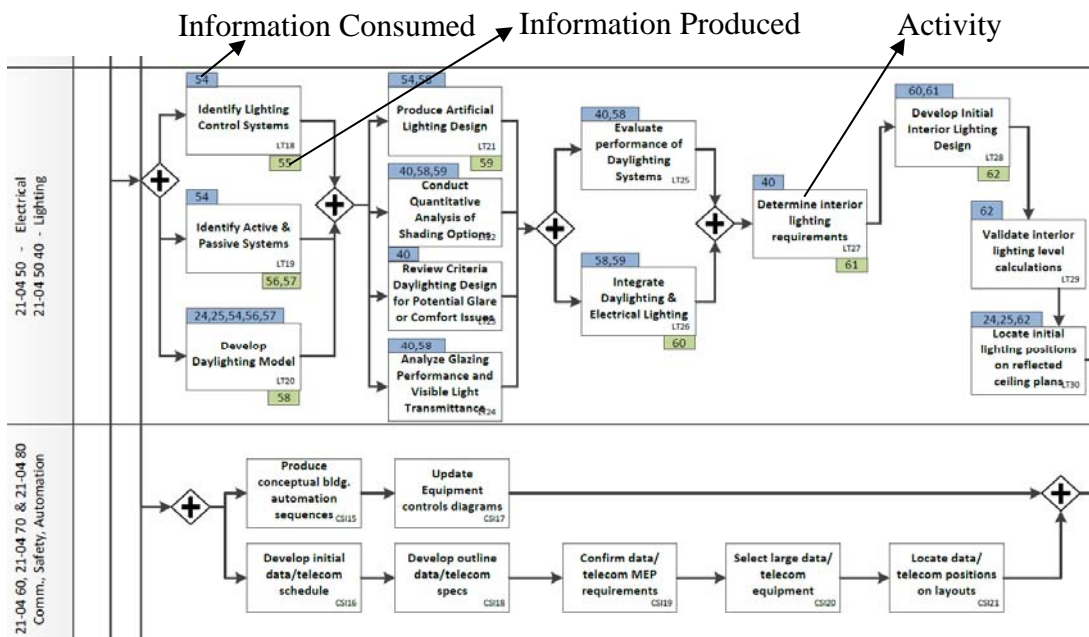 Information Consumed
Information Produced
Activity
21-04 50 - Electrical
21-04 50 40 - Lighting
54
Identify Lighting
Control Systems
LT18
55
54
Identify Active &
Passive Systems
LT19
56,57
24,25,54,56,57
Develop
Daylighting Model
LT20
58
54,58
Produce Artificial
Lighting Design
LT21
59
40,58,59
Conduct
Quantitative
Analysis of
Shading Options
LT22
40
Review Criteria
Daylighting Design
for Potential Glare
or Comfort Issues
LT23
40,58
Analyze Glazing
Performance and
Visible Light
Transmittance
LT24
40,58
Evaluate
performance of
Daylighting
Systems
LT25
58,59
Integrate
Daylighting &
Electrical Lighting
LT26
60
40
Determine interior
lighting
requirements
LT27
61
60,61
Develop Initial
Interior Lighting
Design
LT28
62
62
Validate interior
lighting level
calculations
LT29
24,25,62
Locate initial
lighting positions
on reflected
ceiling plans
LT30
21-04 60, 21-04 70 & 21-04 80
Comm., Safety, Automation
Produce
conceptual bldg.
automation
sequences
CSI15
Update
Equipment
controls diagrams
CSI17
Develop initial
data/telecom
schedule
CSI16
Develop outline
data/telecom
specs
CSI18
Confirm data/
telecom MEP
requirements
CSI19
Select large data/
telecom
equipment
CSI20
Locate data/
telecom positions
on layouts
CSI21